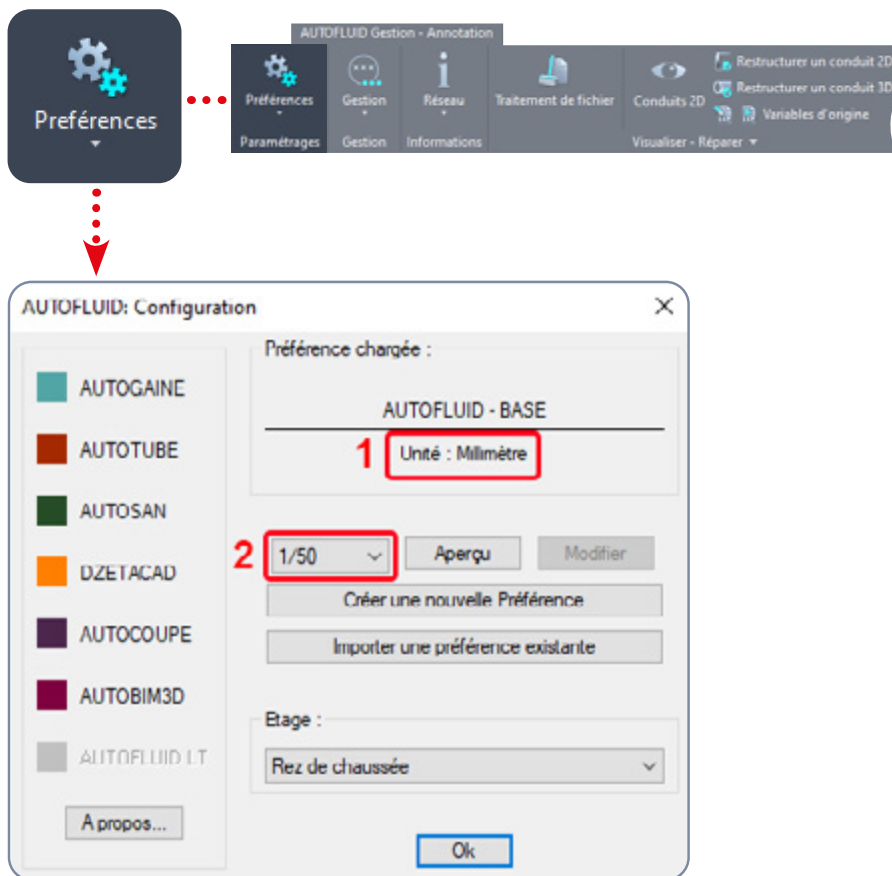 AUTOFLUID Gestion - Annotation
Preférences
Préférences
Gestion
Réseau
Traitement de fichier
Conduits 2D
Restructurer un conduit 2D
Restructurer un conduit 3D
Variables d'origine
Paramétrages
Gestion
Informations
Visualiser - Réparer
AUTOFLUID: Configuration
AUTOGAINE
AUTOTUBE
AUTOSAN
DZETACAD
AUTOCOUPE
AUTOBIM3D
AUTOFLUID LT
A propos...
Préférence chargée :
AUTOFLUID - BASE
1 Unité : Millimètre
2 1/50 Aperçu Modifier
Créer une nouvelle Préférence
Importer une préférence existante
Etage :
Rez de chaussée
Ok